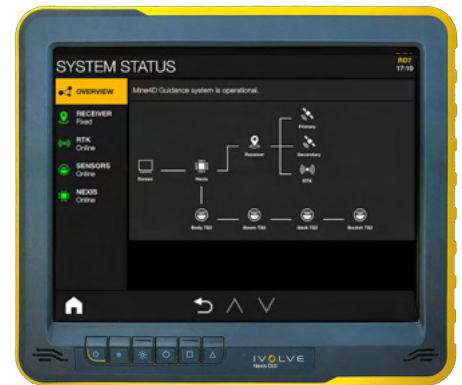 SYSTEM STATUS
RD7
17:10
OVERVIEW
Mine4D Guidance system is operational.
RECEIVER
Fixed
RTK
Online
SENSORS
Online
NEXIS
Online
Primary
Receiver
Secondary
Screen
Nexis
RTK
Body TS2
Boom TS2
Stick TS2
Bucket TS2
IVOLVE